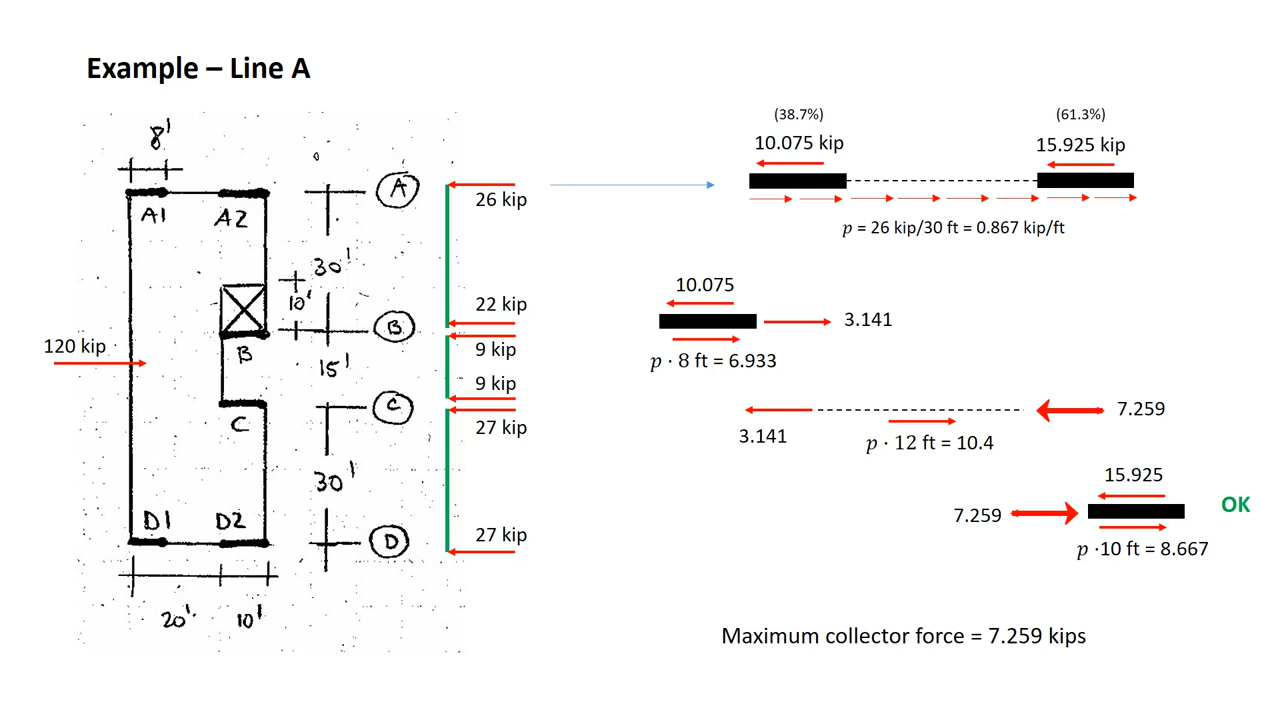 Example – Line A
8'
A1
A2
A
30'
10'
B
B
15'
C
C
30'
D1
D2
D
20'
10'
120 kip
26 kip
22 kip
9 kip
9 kip
27 kip
27 kip
(38.7%)
(61.3%)
10.075 kip
15.925 kip
p = 26 kip/30 ft = 0.867 kip/ft
10.075
3.141
p · 8 ft = 6.933
7.259
3.141
p · 12 ft = 10.4
15.925
7.259
OK
p ·10 ft = 8.667
Maximum collector force = 7.259 kips